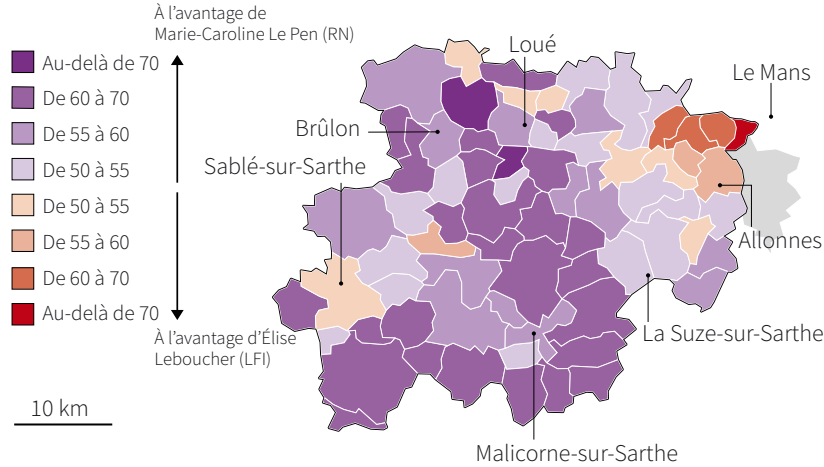 À l’avantage de
Marie-Caroline Le Pen (RN)
Au-delà de 70
De 60 à 70
De 55 à 60
De 50 à 55
De 50 à 55
De 55 à 60
De 60 à 70
Au-delà de 70
À l’avantage d’Élise
Leboucher (LFI)
10 km
Loué
Le Mans
Brûlon
Sablé-sur-Sarthe
Allonnes
La Suze-sur-Sarthe
Malicorne-sur-Sarthe